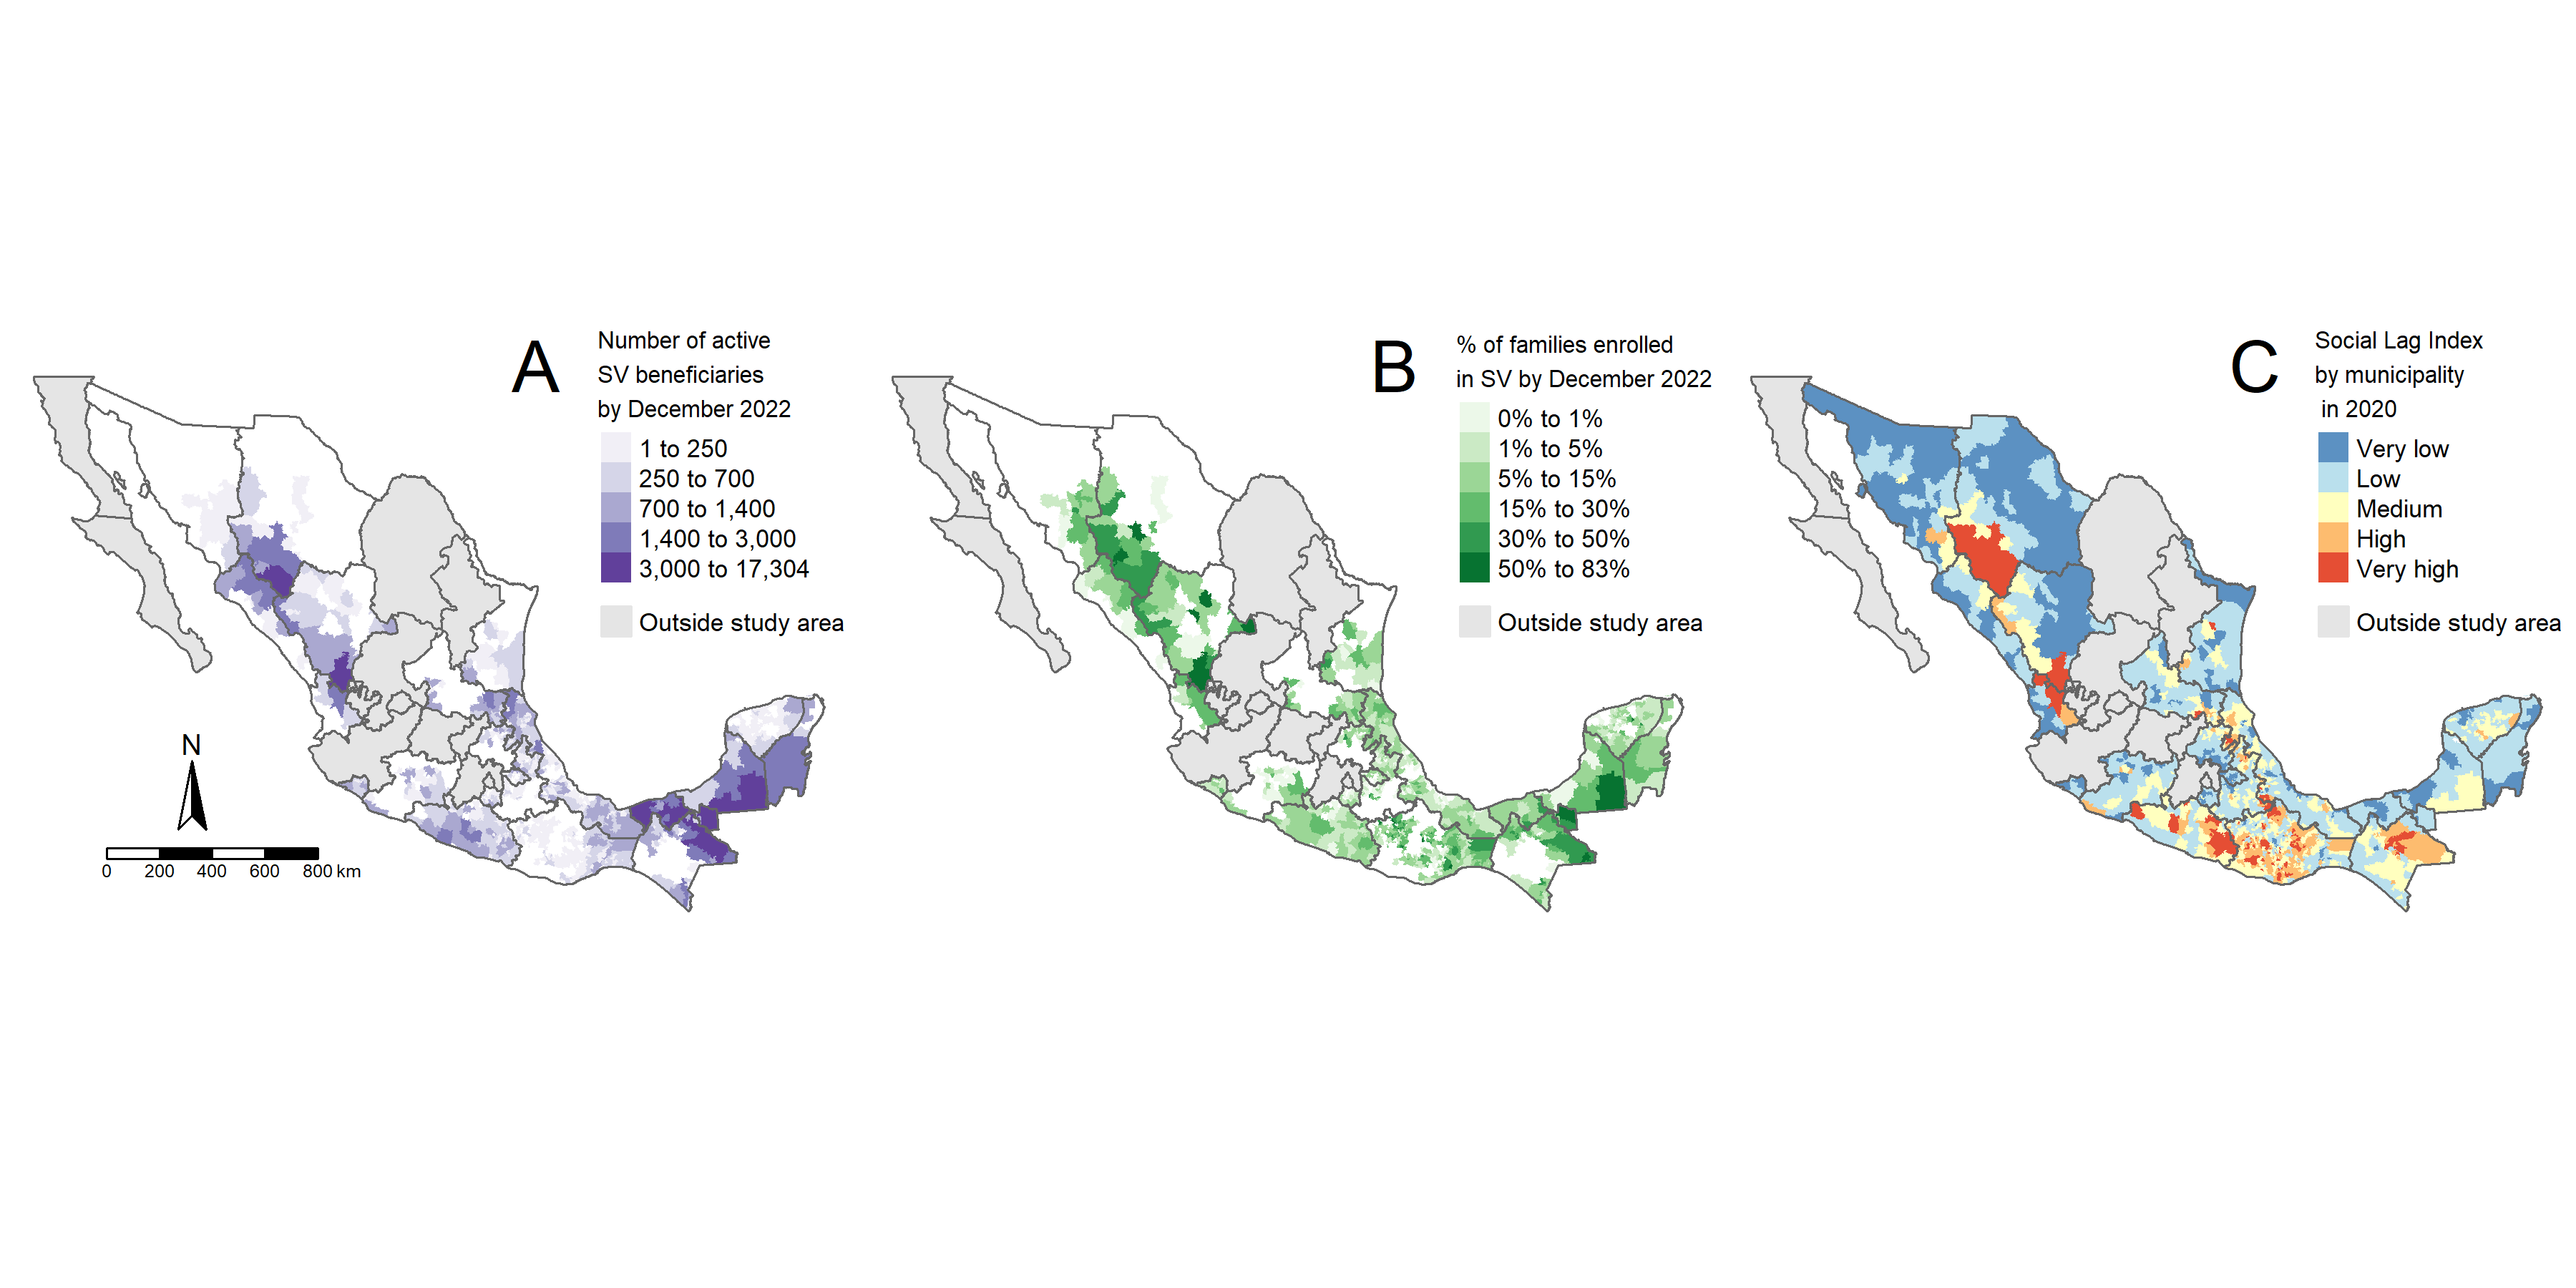 A
Number of active
SV beneficiaries
by December 2022
1 to 250
250 to 700
700 to 1,400
1,400 to 3,000
3,000 to 17,304
Outside study area
N
0 200 400 600 800 km
B
% of families enrolled
in SV by December 2022
0% to 1%
1% to 5%
5% to 15%
15% to 30%
30% to 50%
50% to 83%
Outside study area
C
Social Lag Index
by municipality
in 2020
Very low
Low
Medium
High
Very high
Outside study area